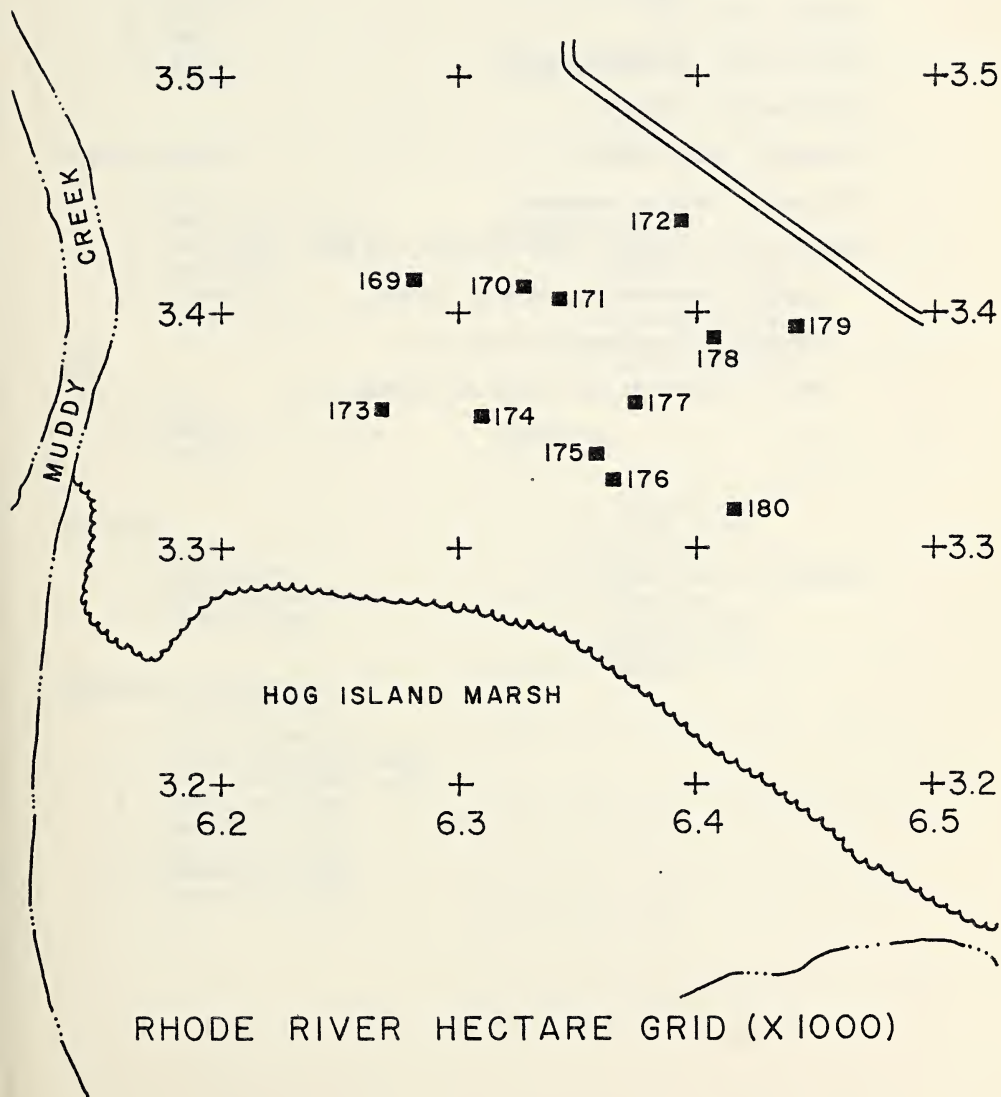 3.5+ + + +3.5
MUDDY CREEK
172
169 170 171
3.4+ + + +3.4
179
178
173 174 177
175
176
180
3.3+ + + +3.3
HOG ISLAND MARSH
3.2+ + + +3.2
6.2 6.3 6.4 6.5
RHODE RIVER HECTARE GRID (X 1000)